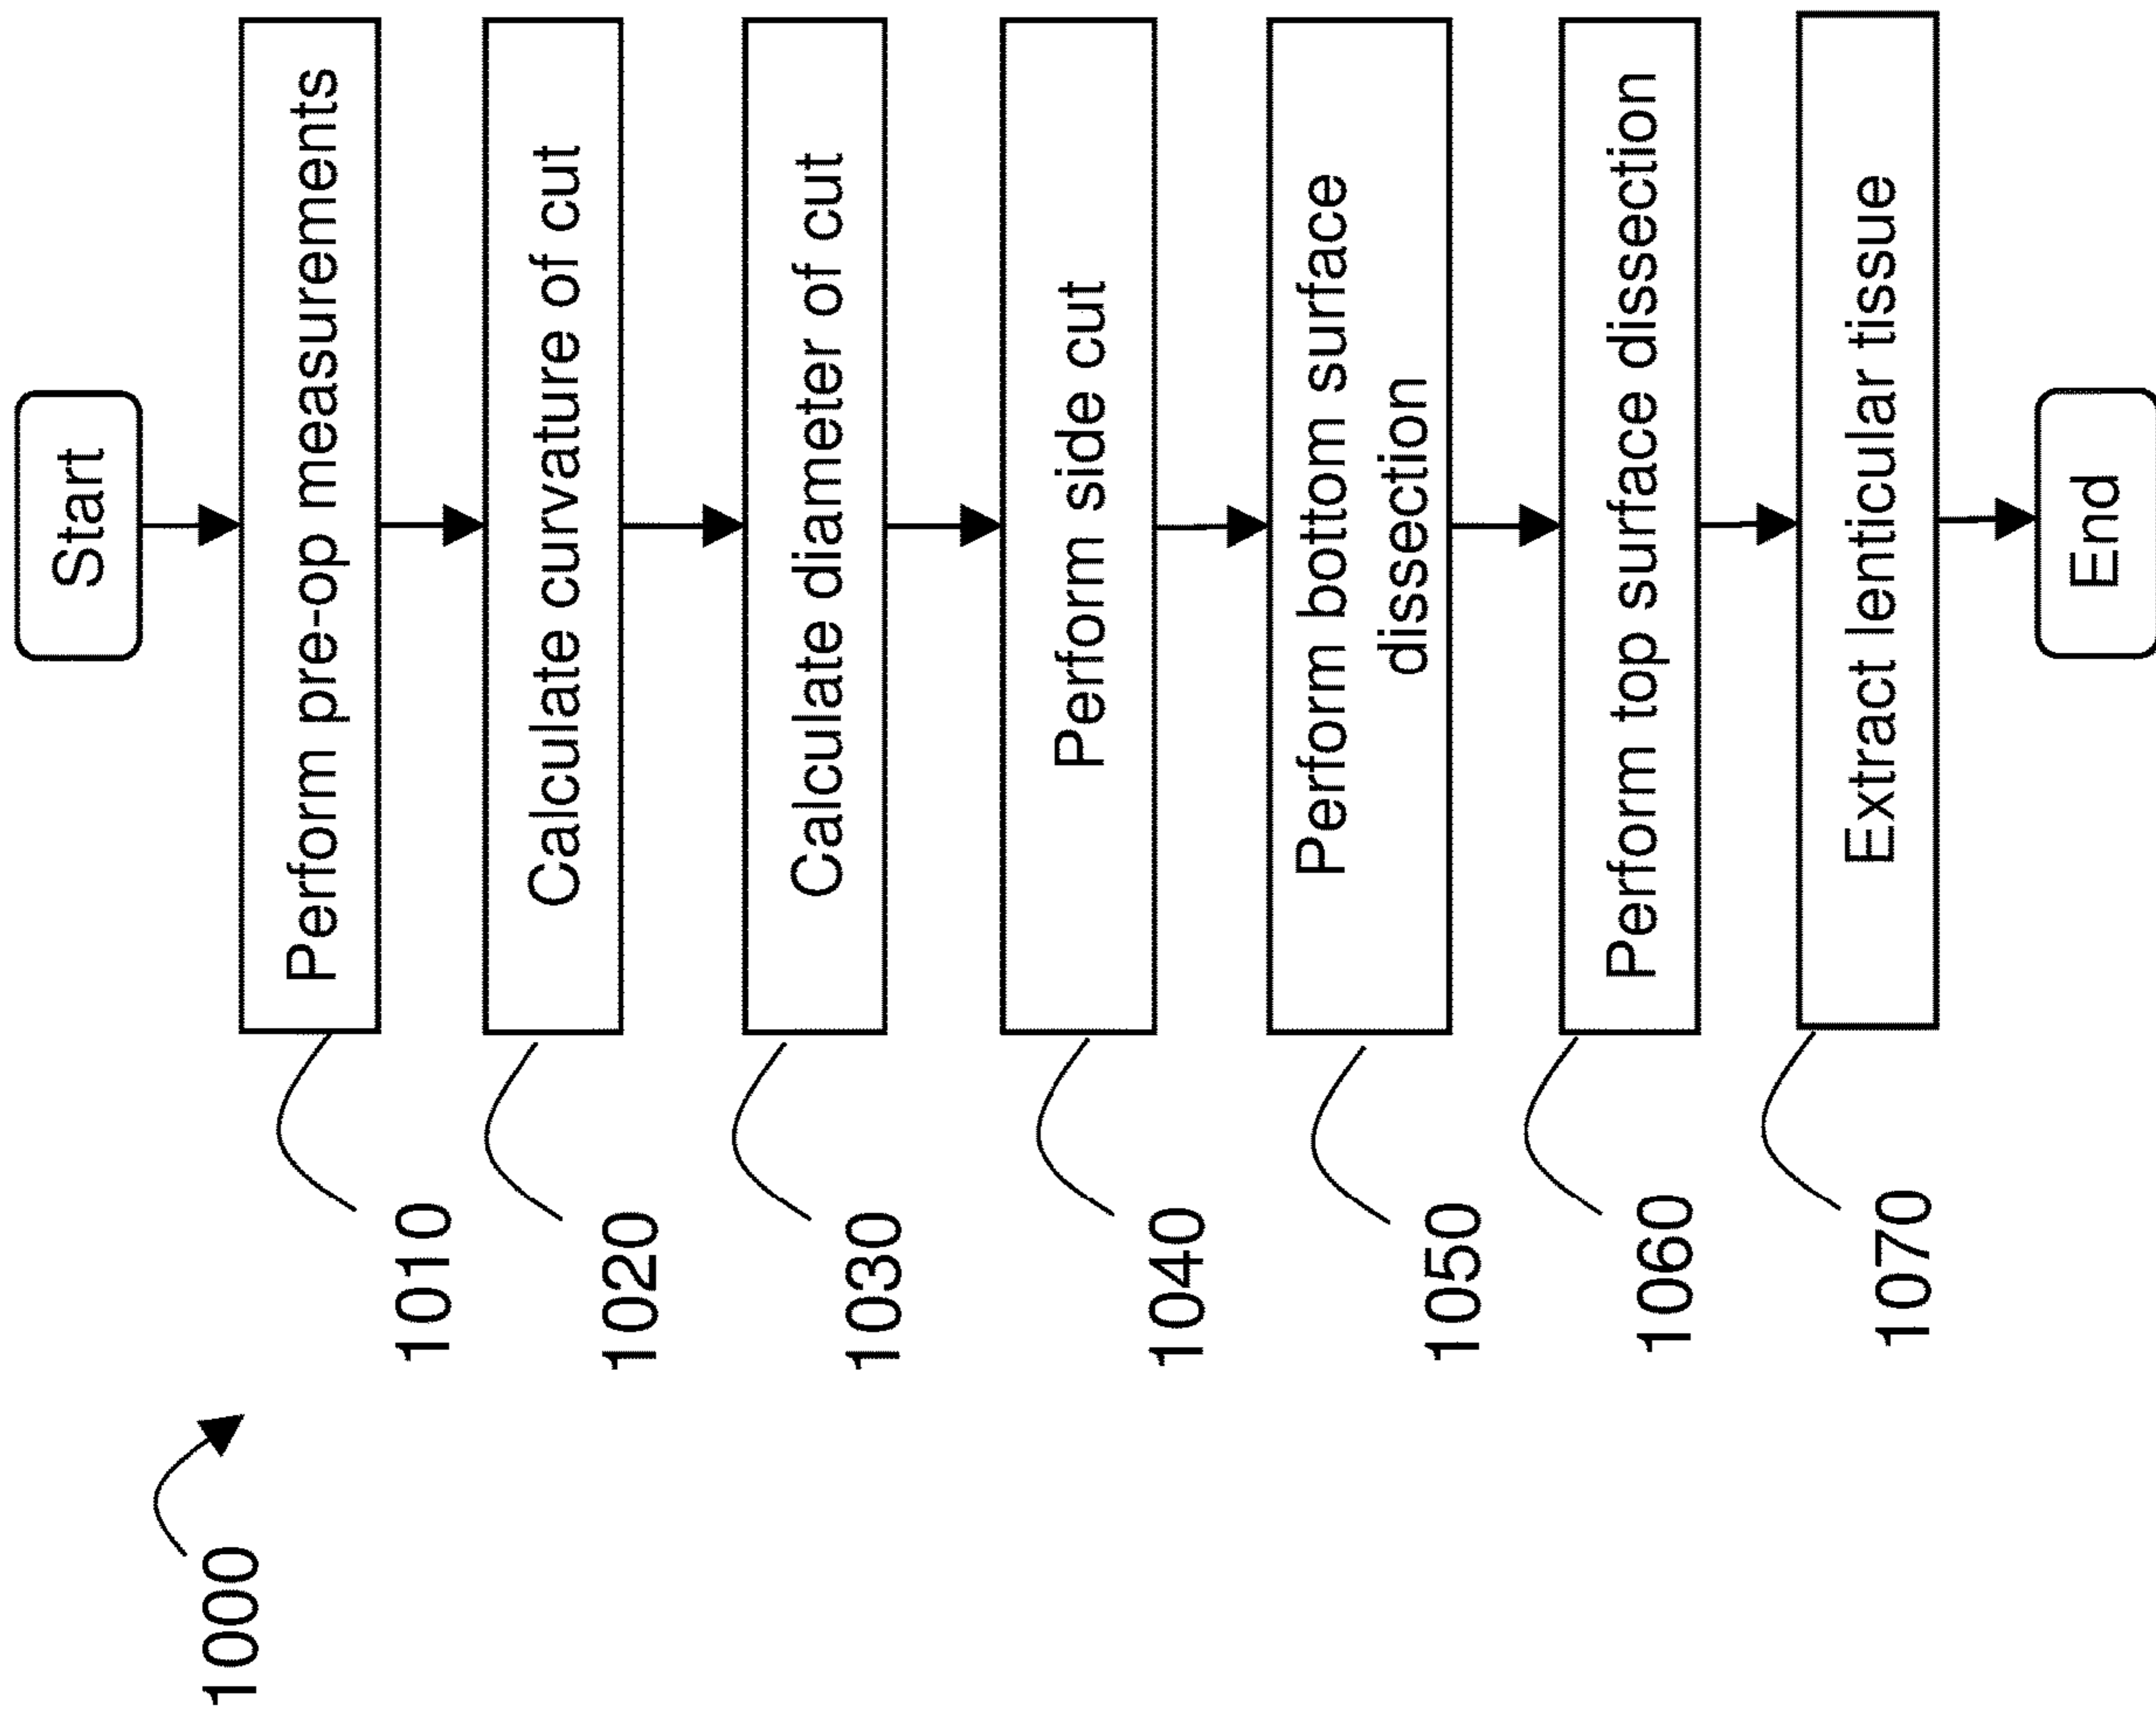 1000
Start
1010
Perform pre-op measurements
1020
Calculate curvature of cut
1030
Calculate diameter of cut
1040
Perform side cut
1050
Perform bottom surface
dissection
1060
Perform top surface dissection
1070
Extract lenticular tissue
End